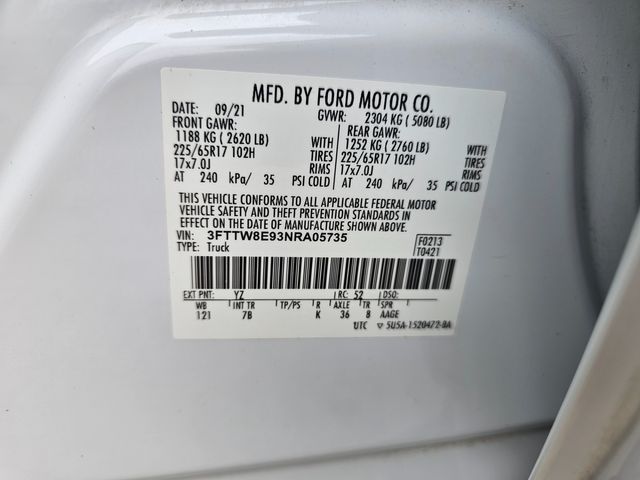 MFD. BY FORD MOTOR CO.
DATE: 09/21 GVWR: 2304 KG ( 5080 LB)
FRONT GAWR: REAR GAWR:
1188 KG ( 2620 LB) WITH 1252 KG ( 2760 LB) WITH
225/65R17 102H TIRES 225/65R17 102H TIRES
17x7.0J RIMS 17x7.0J RIMS
AT 240 kPa/ 35 PSI COLD AT 240 kPa/ 35 PSI COLD
THIS VEHICLE CONFORMS TO ALL APPLICABLE FEDERAL MOTOR
VEHICLE SAFETY AND THEFT PREVENTION STANDARDS IN
EFFECT ON THE DATE OF MANUFACTURE SHOWN ABOVE.
VIN: 3FTTW8E93NRA05735 F0213
TYPE: Truck T0421
EXT PNT: YZ RC: 52 DSO:
WB INT TR TP/PS R AXLE TR SPR
121 7B K 36 8 AAGE
UTC ▽ 5U5A-1520472-BA